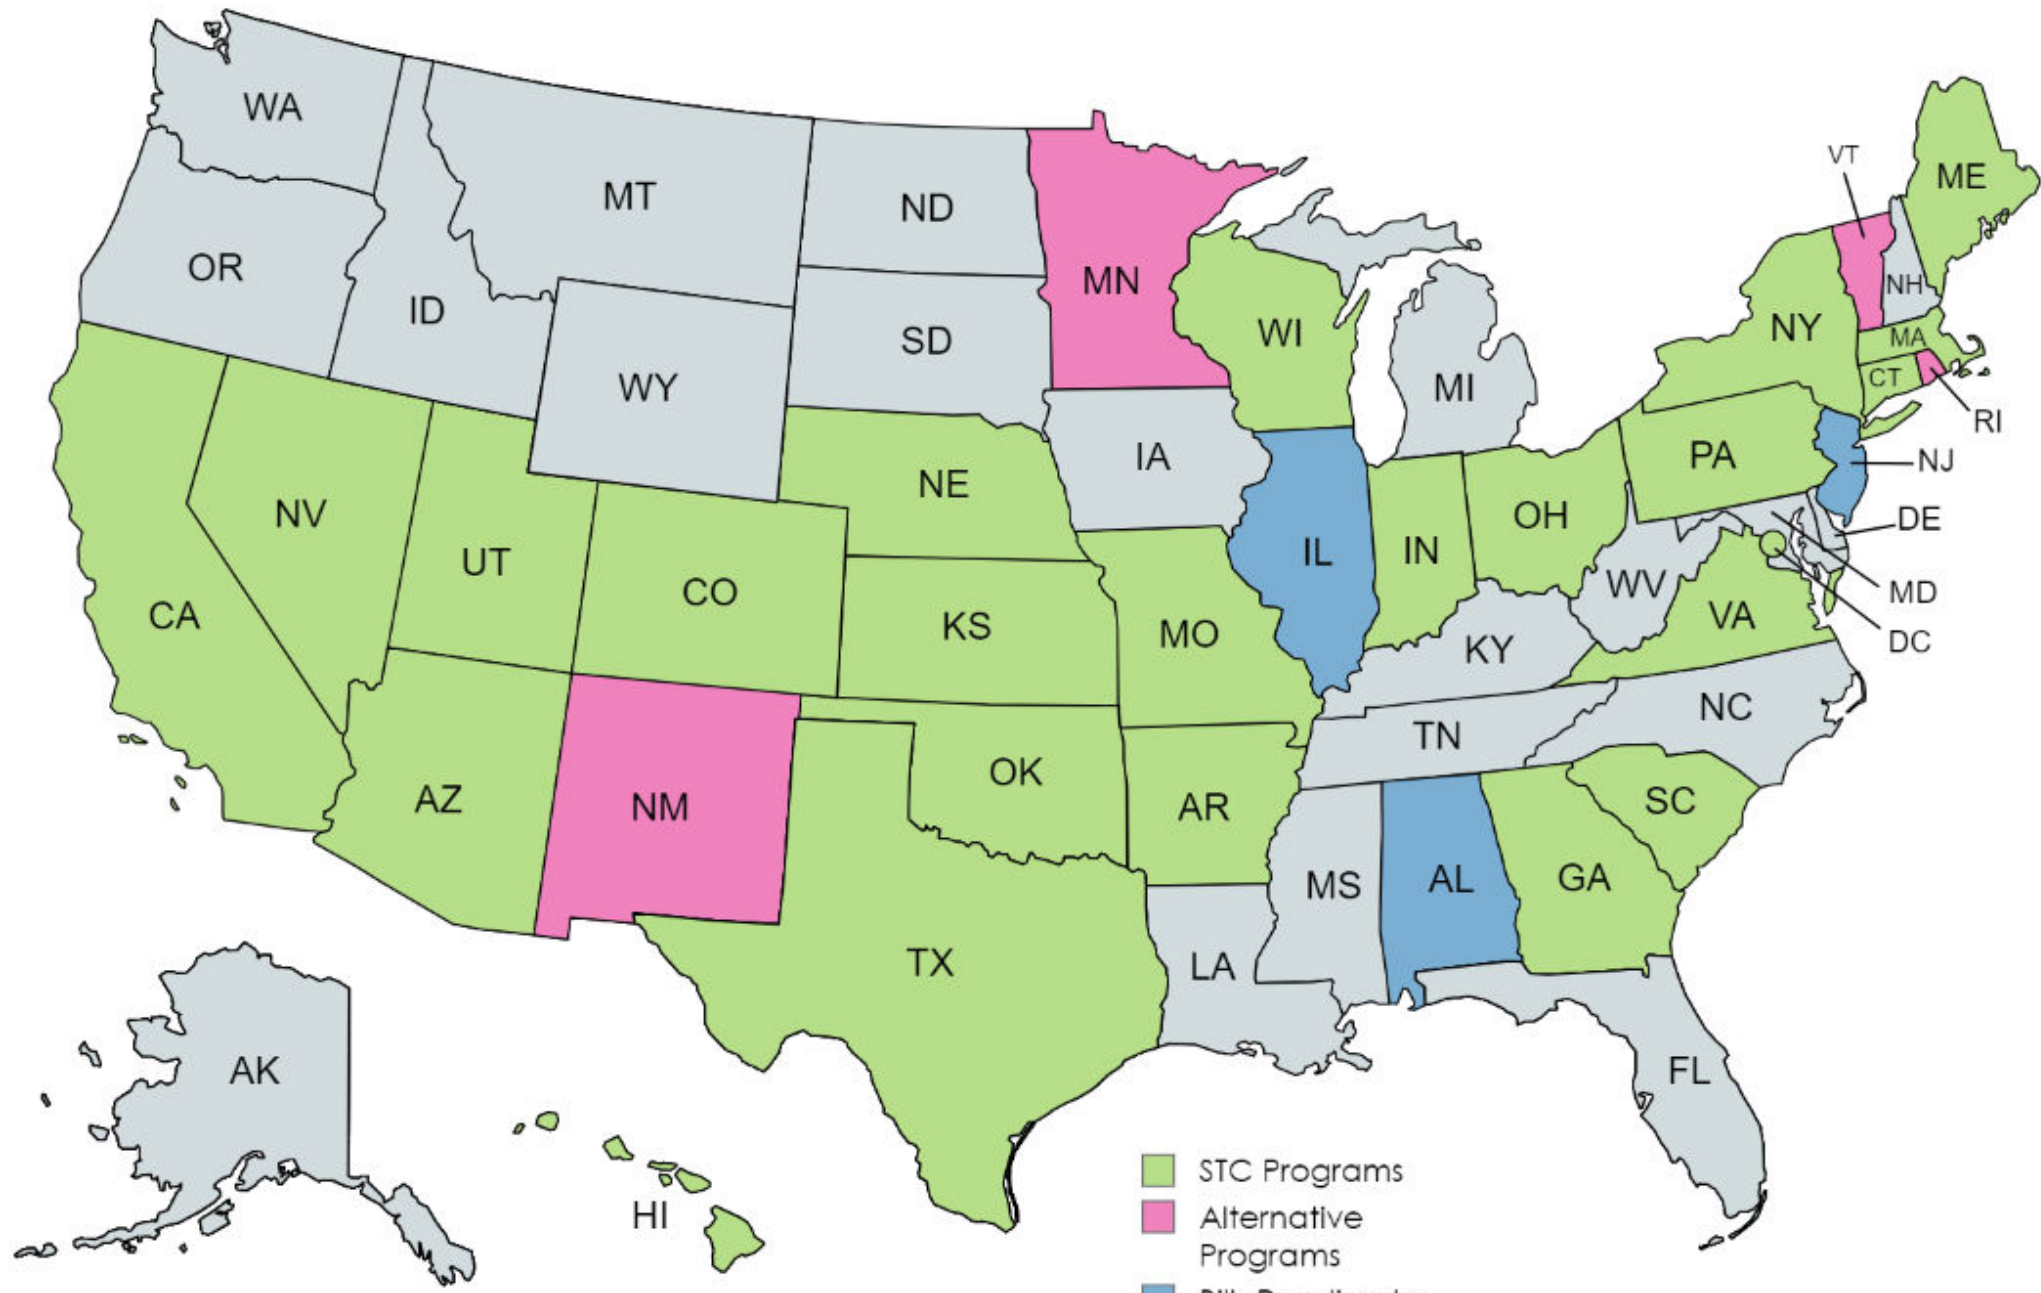 WA
MT
ND
MN
VT
ME
OR
ID
SD
WI
NH
NY
MA
WY
MI
CT
RI
IA
PA
NJ
NE
NV
OH
DE
UT
IL
IN
CO
WV
MD
CA
KS
MO
VA
DC
KY
NC
TN
OK
AZ
NM
AR
SC
MS
AL
GA
TX
LA
AK
FL
HI
STC Programs
Alternative
Programs